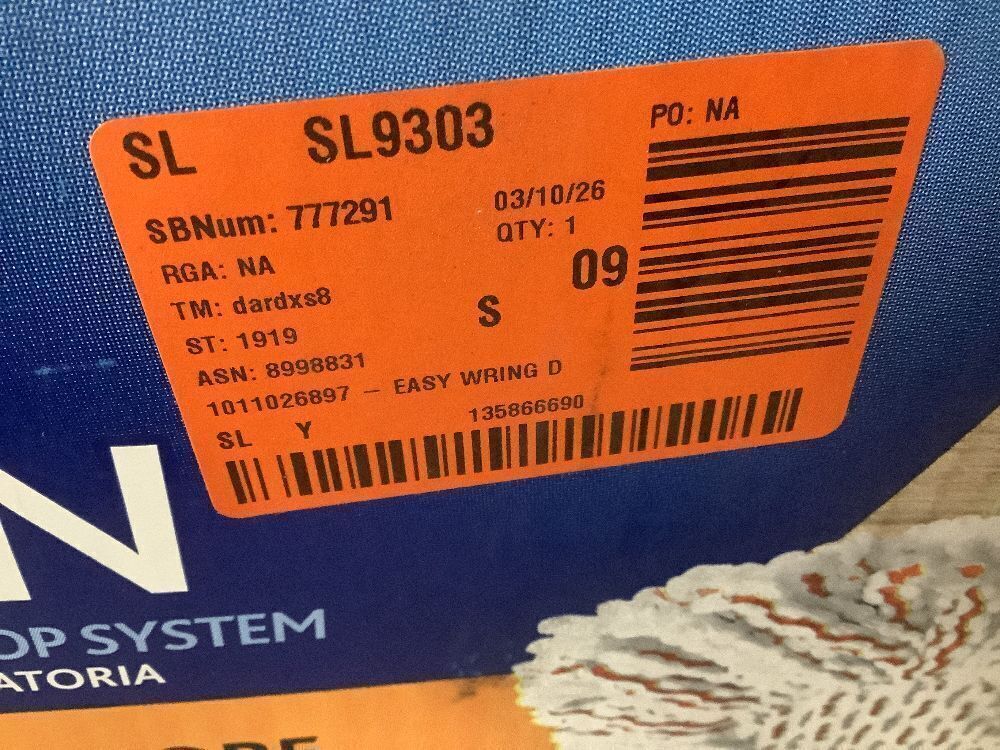 SL SL9303 PO: NA
SBNum: 777291 03/10/26
QTY: 1
RGA: NA 09
TM: dardxs8 S
ST: 1919
ASN: 8998831
1011026897 - EASY WRING D
SL Y 135866690
N
OP SYSTEM
ATORIA